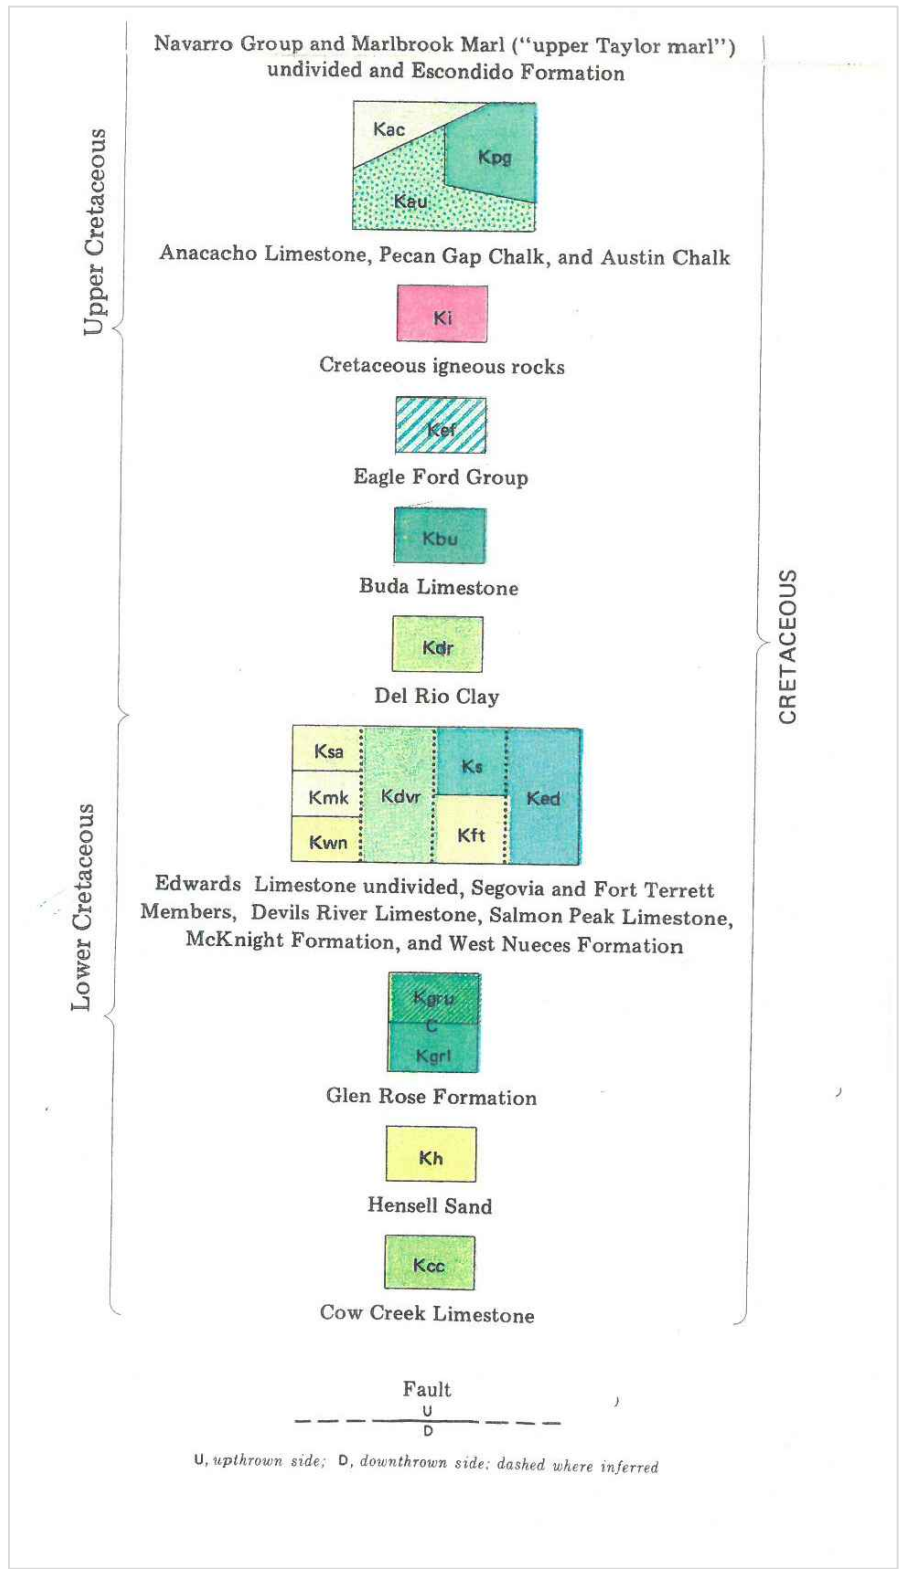 Navarro Group and Marlbrook Marl (“upper Taylor marl”)
undivided and Escondido Formation
Kac
Kpg
Kau
Anacacho Limestone, Pecan Gap Chalk, and Austin Chalk
Upper Cretaceous
Ki
Cretaceous igneous rocks
Kef
Eagle Ford Group
Kbu
Buda Limestone
Kdr
Del Rio Clay
CRETACEOUS
Ksa
Kmk
Kwn
Kdvr
Ks
Kft
Ked
Edwards Limestone undivided, Segovia and Fort Terrett
Members, Devils River Limestone, Salmon Peak Limestone,
McKnight Formation, and West Nueces Formation
Lower Cretaceous
Kgru
C
Kgrl
Glen Rose Formation
Kh
Hensell Sand
Kcc
Cow Creek Limestone
Fault
U
D
U, upthrown side; D, downthrown side; dashed where inferred